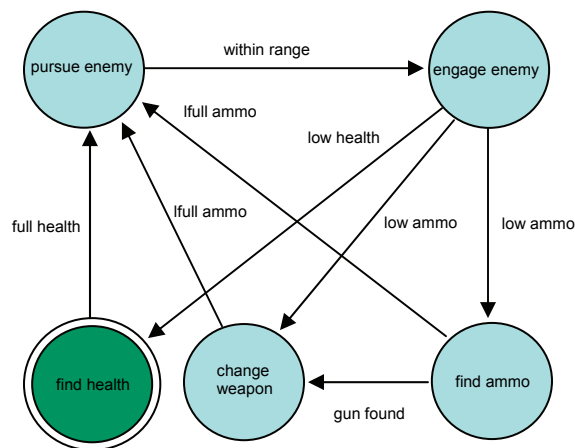 within range
pursue enemy
engage enemy
lfull ammo
low health
lfull ammo
full health
low ammo
low ammo
find health
change
weapon
find ammo
gun found